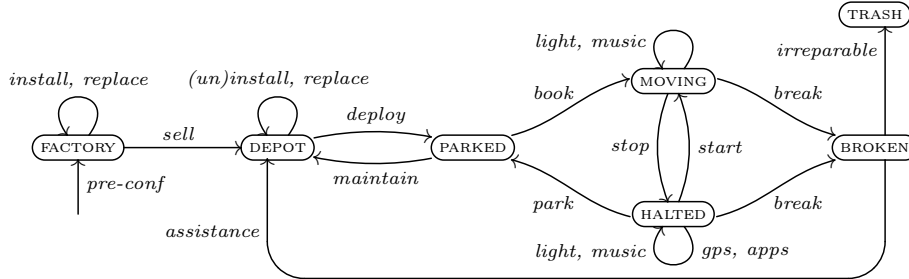 TRASH
light, music
irreparable
install, replace
(un)install, replace
MOVING
book
break
deploy
sell
FACTORY
DEPOT
PARKED
stop
start
BROKEN
maintain
pre-conf
park
break
HALTED
assistance
light, music
gps, apps